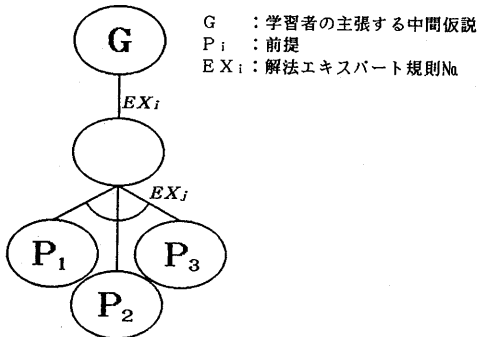 G
G :学習者の主張する中間仮説
Pi :前提
EXi :解法エキスパート規則№
EXi
EXj
P1
P3
P2